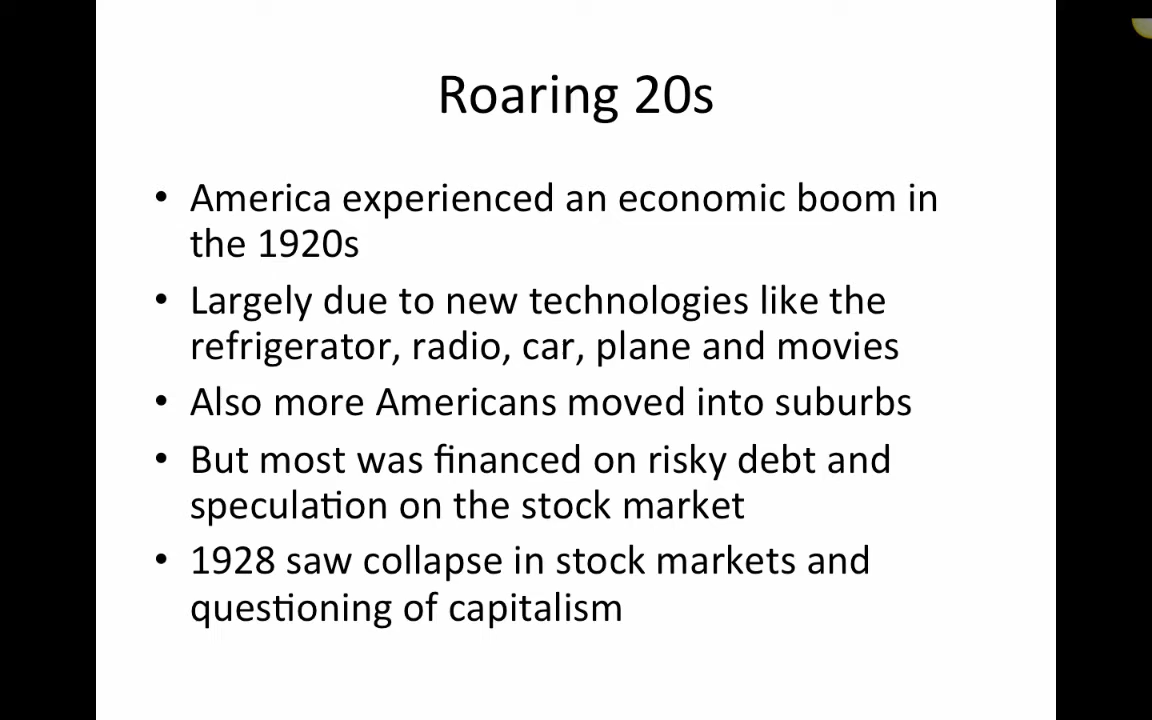 Roaring 20s
• America experienced an economic boom in
the 1920s
• Largely due to new technologies like the
refrigerator, radio, car, plane and movies
• Also more Americans moved into suburbs
• But most was financed on risky debt and
speculation on the stock market
• 1928 saw collapse in stock markets and
questioning of capitalism